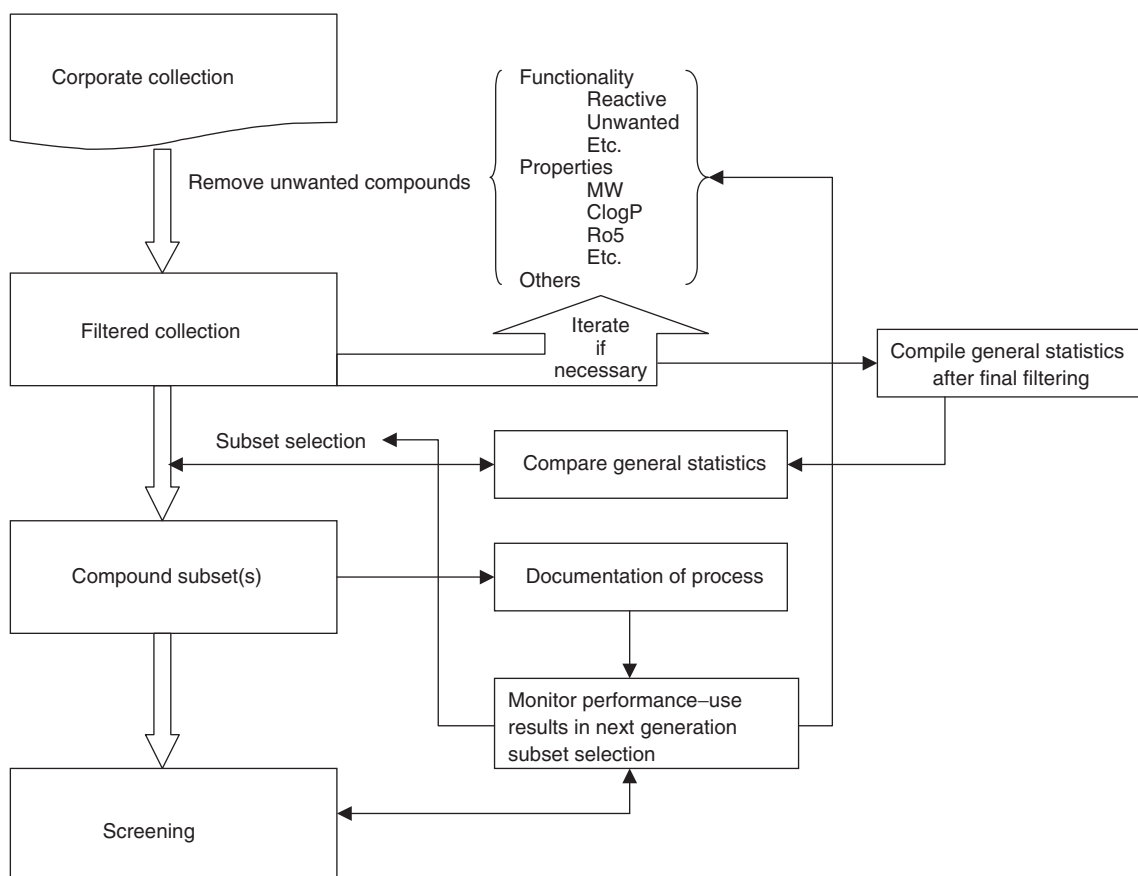 Corporate collection
Remove unwanted compounds
Functionality
Reactive
Unwanted
Etc.
Properties
MW
ClogP
Ro5
Etc.
Others
Filtered collection
Iterate
if
necessary
Compile general statistics
after final filtering
Subset selection
Compare general statistics
Compound subset(s)
Documentation of process
Monitor performance–use
results in next generation
subset selection
Screening